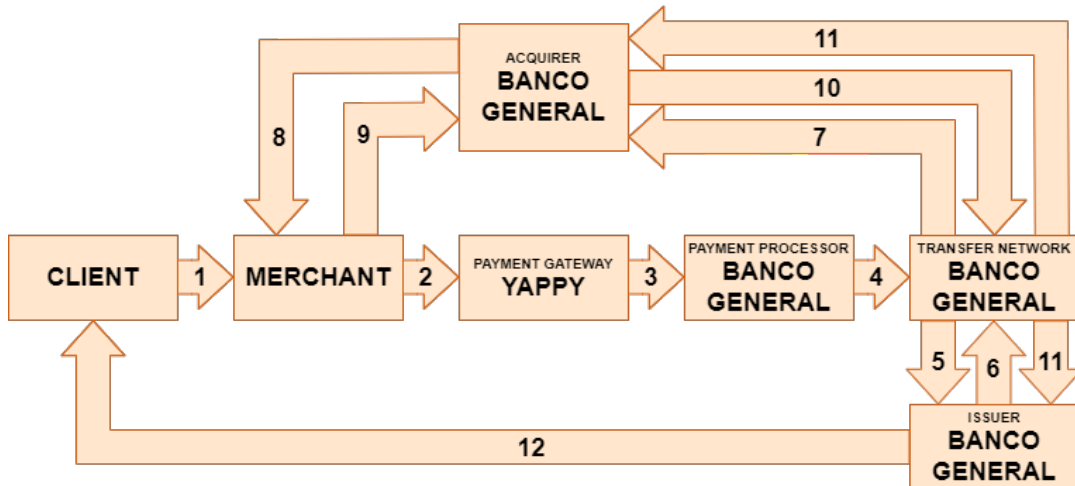 11
ACQUIRER
BANCO
GENERAL
10
8
9
7
CLIENT
1
MERCHANT
2
PAYMENT GATEWAY
YAPPY
3
PAYMENT PROCESSOR
BANCO
GENERAL
4
TRANSFER NETWORK
BANCO
GENERAL
5
6
11
12
ISSUER
BANCO
GENERAL